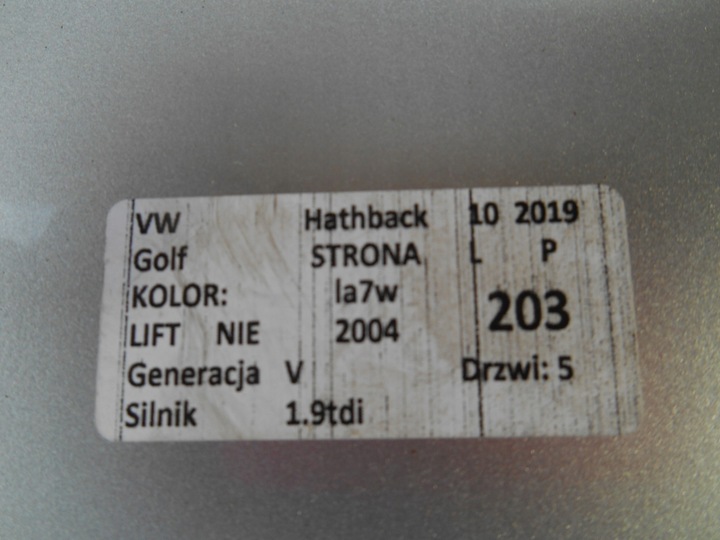 VW Hathback 10 2019
Golf STRONA L P
KOLOR: la7w 203
LIFT NIE 2004
Generacja V Drzwi: 5
Silnik 1.9tdi